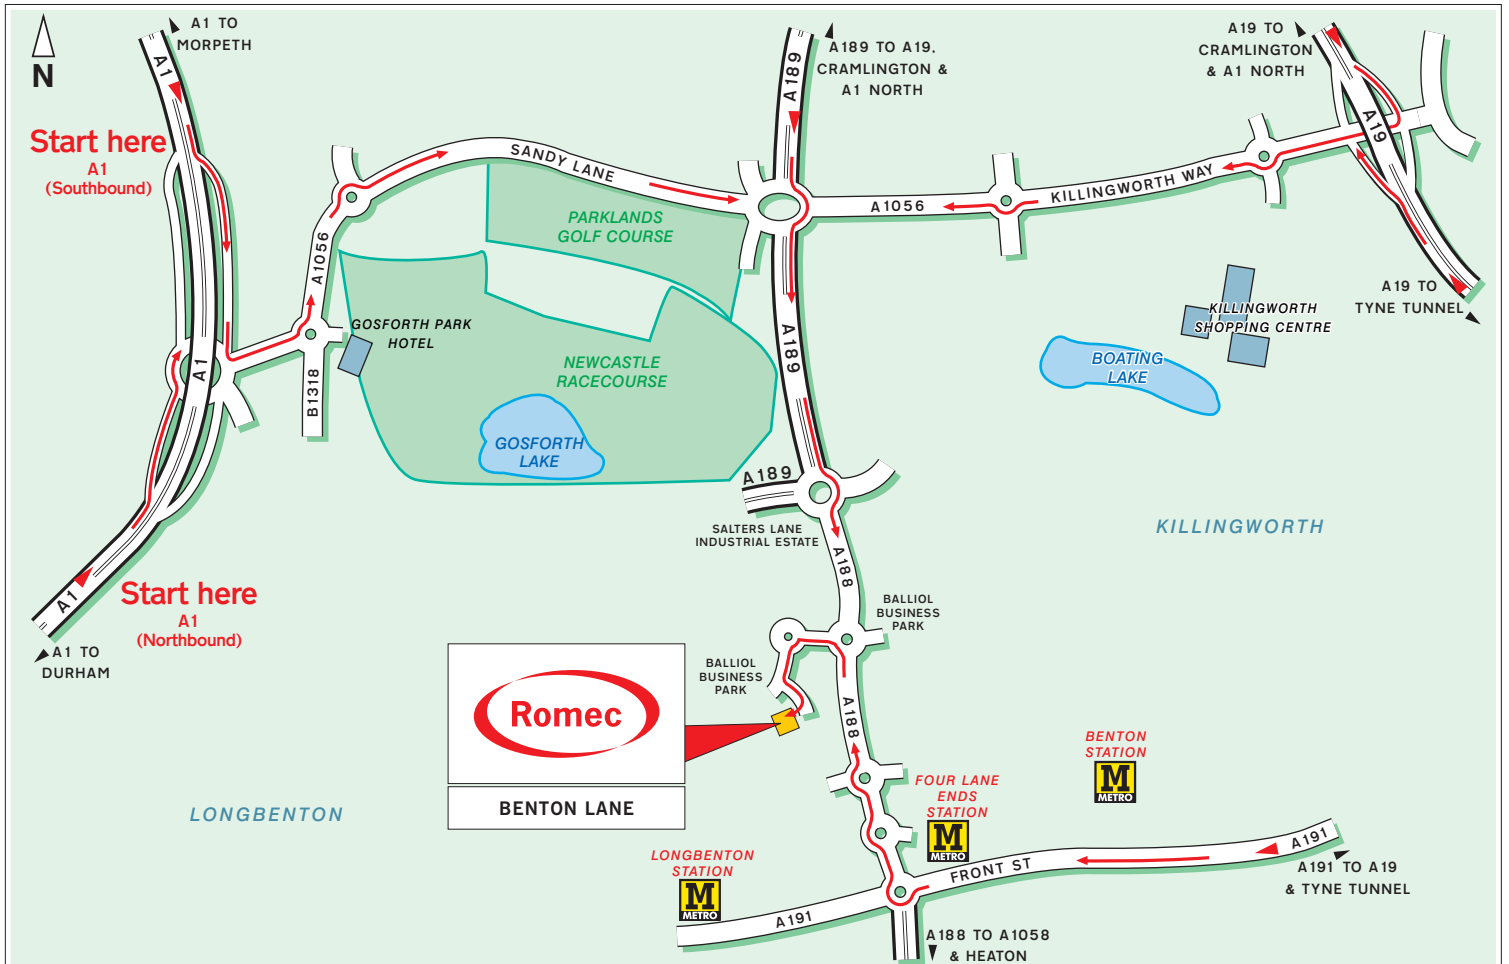 A1 TO
MORPETH
N
A1
Start here
A1
(Southbound)
A189
A189 TO A19,
CRAMLINGTON &
A1 NORTH
A19 TO
CRAMLINGTON
& A1 NORTH
A19
SANDY LANE
KILLINGWORTH WAY
A1056
PARKLANDS
GOLF COURSE
A1056
A19 TO
TYNE TUNNEL
KILLINGWORTH
SHOPPING CENTRE
GOSFORTH PARK
HOTEL
A1
A189
NEWCASTLE
RACECOURSE
BOATING
LAKE
B1318
GOSFORTH
LAKE
A189
SALTERS LANE
INDUSTRIAL ESTATE
KILLINGWORTH
A188
A1
Start here
A1
(Northbound)
A1 TO
DURHAM
BALLIOL
BUSINESS
PARK
BALLIOL
BUSINESS
PARK
Romec
BENTON LANE
A188
BENTON
STATION
M
METRO
FOUR LANE
ENDS
STATION
M
METRO
LONGBENTON
LONGBENTON
STATION
M
METRO
FRONT ST
A191
A191 TO A19
& TYNE TUNNEL
A191
A188 TO A1058
& HEATON